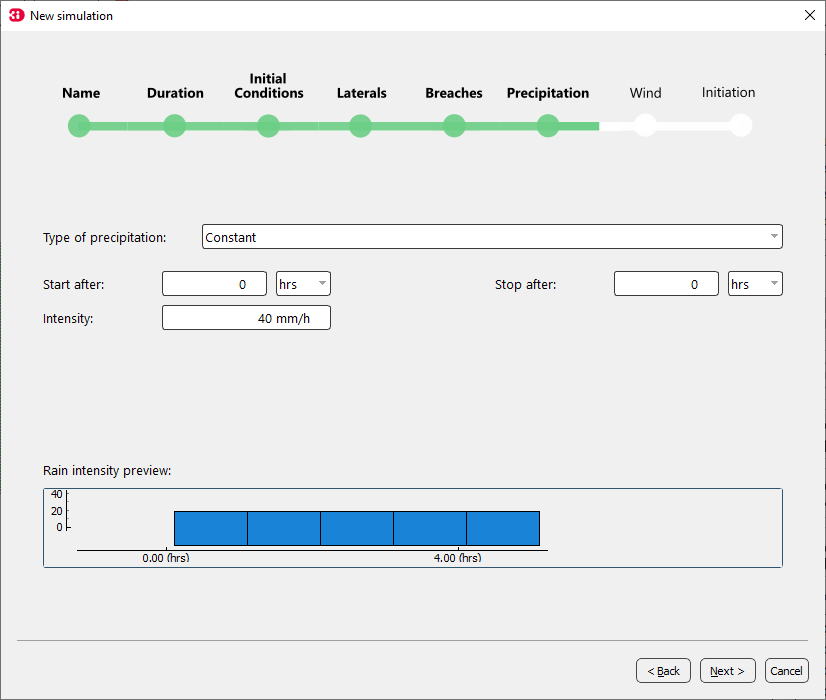 New simulation
Name
Duration
Initial
Conditions
Laterals
Breaches
Precipitation
Wind
Initiation
Type of precipitation:
Constant
Start after:
0
hrs
Stop after:
0
hrs
Intensity:
40 mm/h
Rain intensity preview:
40
20
0
0.00 (hrs)
4.00 (hrs)
< Back
Next >
Cancel